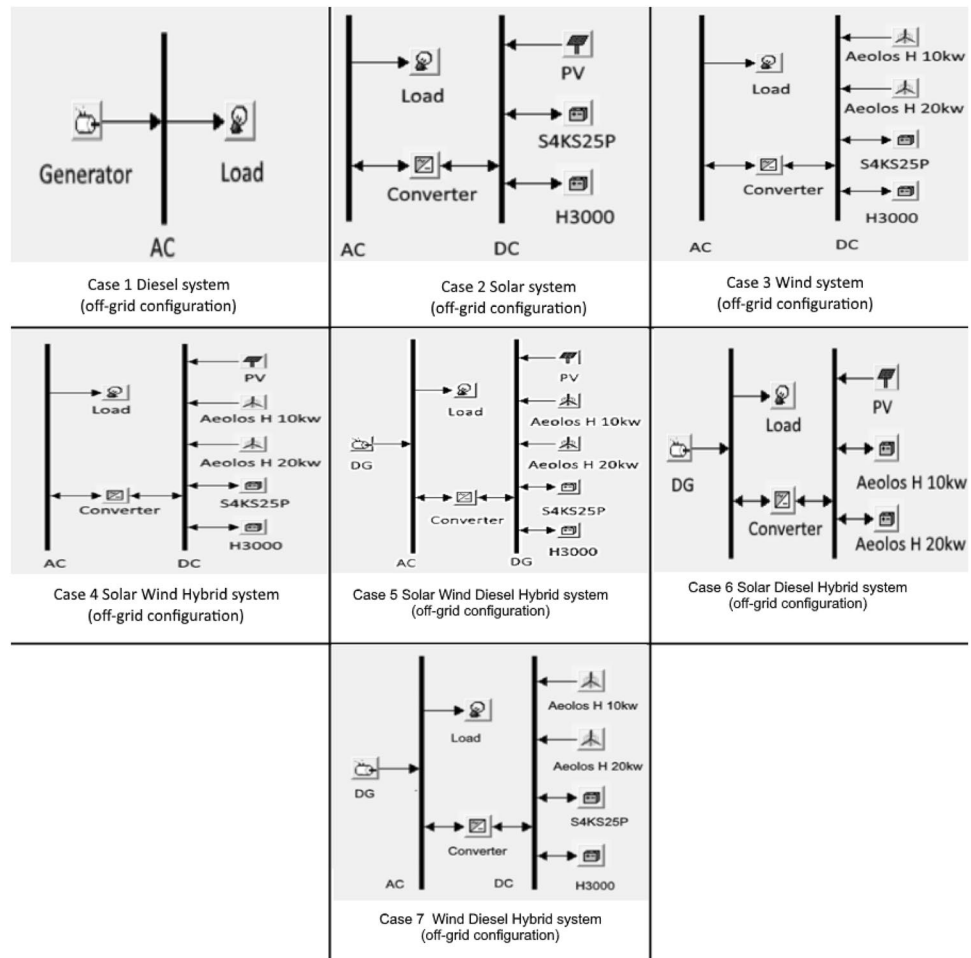 Generator
Load
AC
Case 1 Diesel system
(off-grid configuration)
Load
PV
S4KS25P
Converter
H3000
AC
DC
Case 2 Solar system
(off-grid configuration)
Aeolos H 10kw
Load
Aeolos H 20kw
S4KS25P
Converter
H3000
AC
DC
Case 3 Wind system
(off-grid configuration)
PV
Load
Aeolos H 10kw
Aeolos H 20kw
S4KS25P
Converter
H3000
AC
DC
Case 4 Solar Wind Hybrid system
(off-grid configuration)
PV
Load
Aeolos H 10kw
DG
Aeolos H 20kw
S4KS25P
Converter
H3000
AC
DG
Case 5 Solar Wind Diesel Hybrid system
(off-grid configuration)
PV
Load
DG
Aeolos H 10kw
Converter
Aeolos H 20kw
Case 6 Solar Diesel Hybrid system
(off-grid configuration)
Aeolos H 10kw
Load
Aeolos H 20kw
DG
S4KS25P
Converter
AC
DC
H3000
Case 7 Wind Diesel Hybrid system
(off-grid configuration)